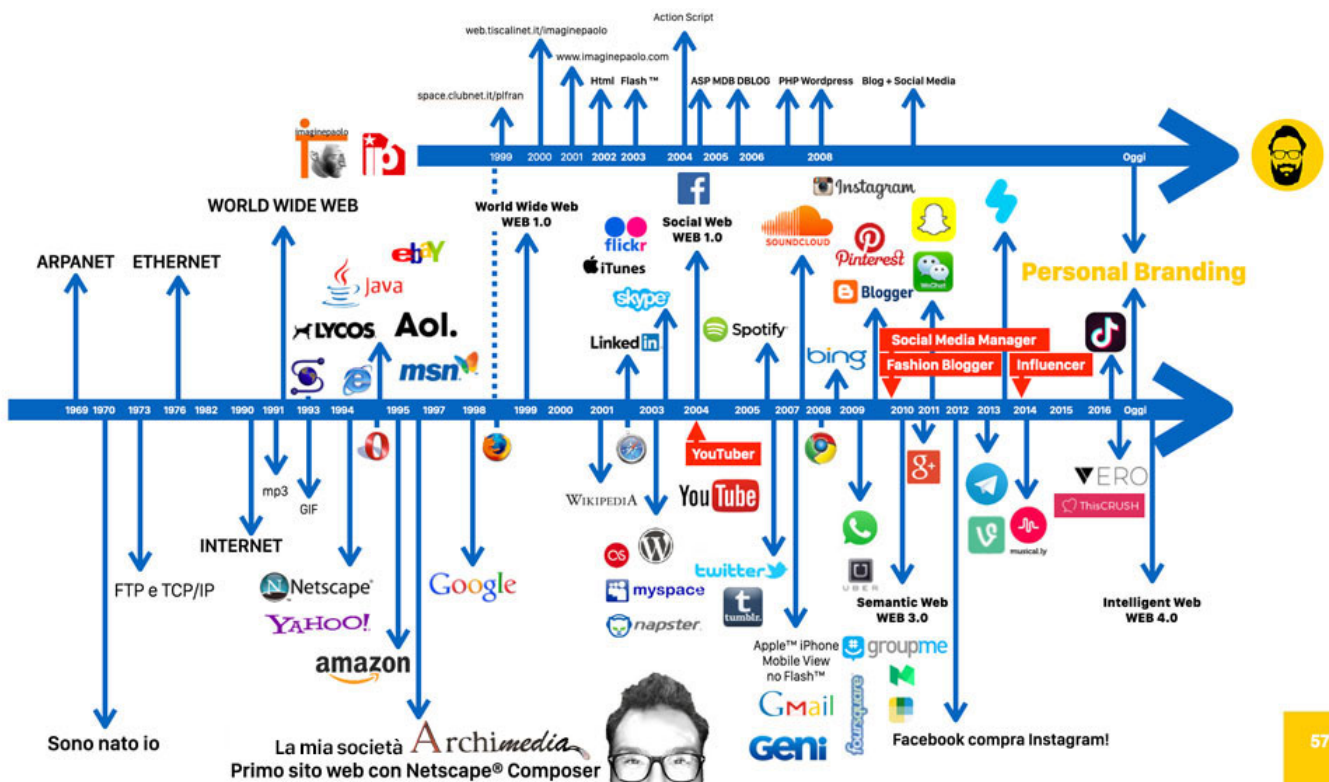 Action Script
web.tiscalinet.it/imaginepaolo
www.imaginepaolo.com
Html Flash ™ ASP MDB DBLOG PHP Wordpress Blog + Social Media
space.clubnet.it/plfran
imaginepaolo
1999 2000 2001 2002 2003 2004 2005 2006 2008 Oggi
WORLD WIDE WEB
World Wide Web
WEB 1.0
Social Web
WEB 1.0
Instagram
SOUNDCLOUD
Pinterest
WeChat
Blogger
flickr
iTunes
skype
Linked in
Spotify
bing
ARPANET
ETHERNET
ebaY
Java
LYCOS
Aol.
msn
Personal Branding
Social Media Manager
Fashion Blogger
Influencer
1969 1970 1973 1976 1982 1990 1991 1993 1994 1995 1997 1998 1999 2000 2001 2003 2004 2005 2007 2008 2009 2010 2011 2012 2013 2014 2015 2016 Oggi
YouTuber
You Tube
WIKIPEDIA
g+
VERO
ThisCRUSH
musical.ly
mp3
GIF
INTERNET
FTP e TCP/IP
N Netscape®
YAHOO!
amazon
Google
myspace
napster
twitter
t
tumblr.
UBER
Semantic Web
WEB 3.0
Intelligent Web
WEB 4.0
Apple™ iPhone
Mobile View
no Flash™
groupme
foursquare
GMail
GENi
Sono nato io
La mia società Archimedia
Primo sito web con Netscape® Composer
Facebook compra Instagram!
57